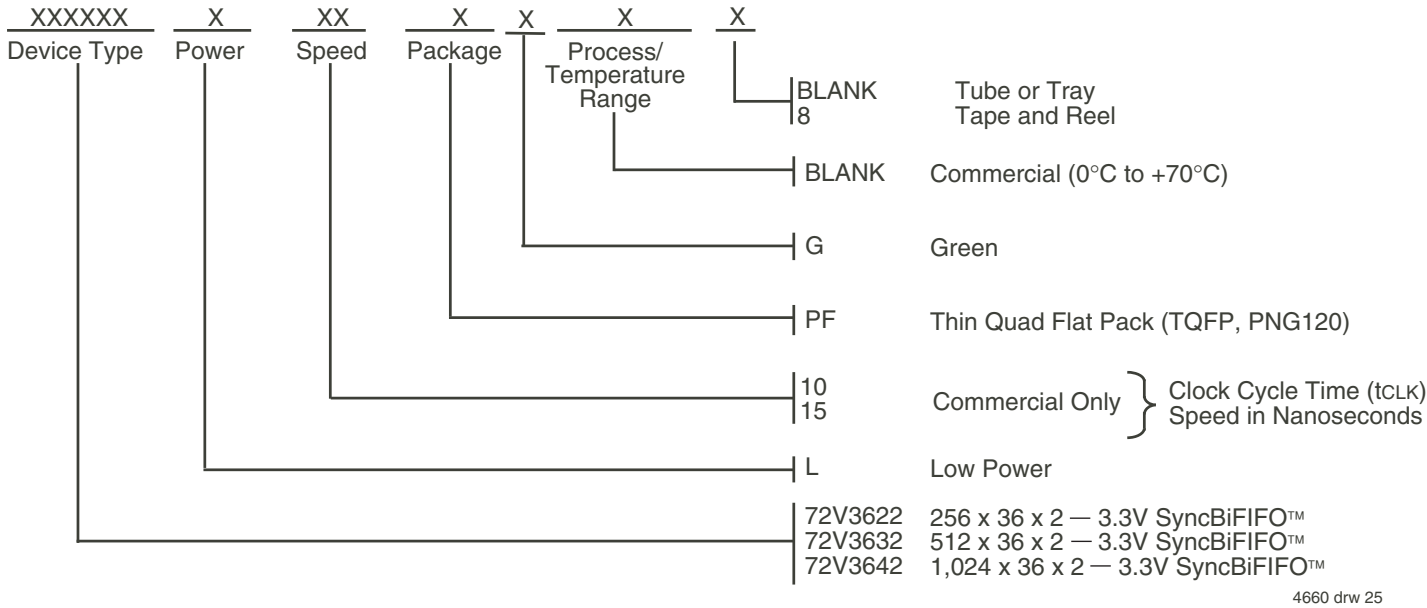 XXXXXX X XX X X X X
Device Type Power Speed Package Process/
Temperature
Range
BLANK Tube or Tray
8 Tape and Reel
BLANK Commercial (0°C to +70°C)
G Green
PF Thin Quad Flat Pack (TQFP, PNG120)
10
15
Commercial Only
Clock Cycle Time (tCLK)
Speed in Nanoseconds
L Low Power
72V3622 256 x 36 x 2 — 3.3V SyncBiFIFO™
72V3632 512 x 36 x 2 — 3.3V SyncBiFIFO™
72V3642 1,024 x 36 x 2 — 3.3V SyncBiFIFO™
4660 drw 25